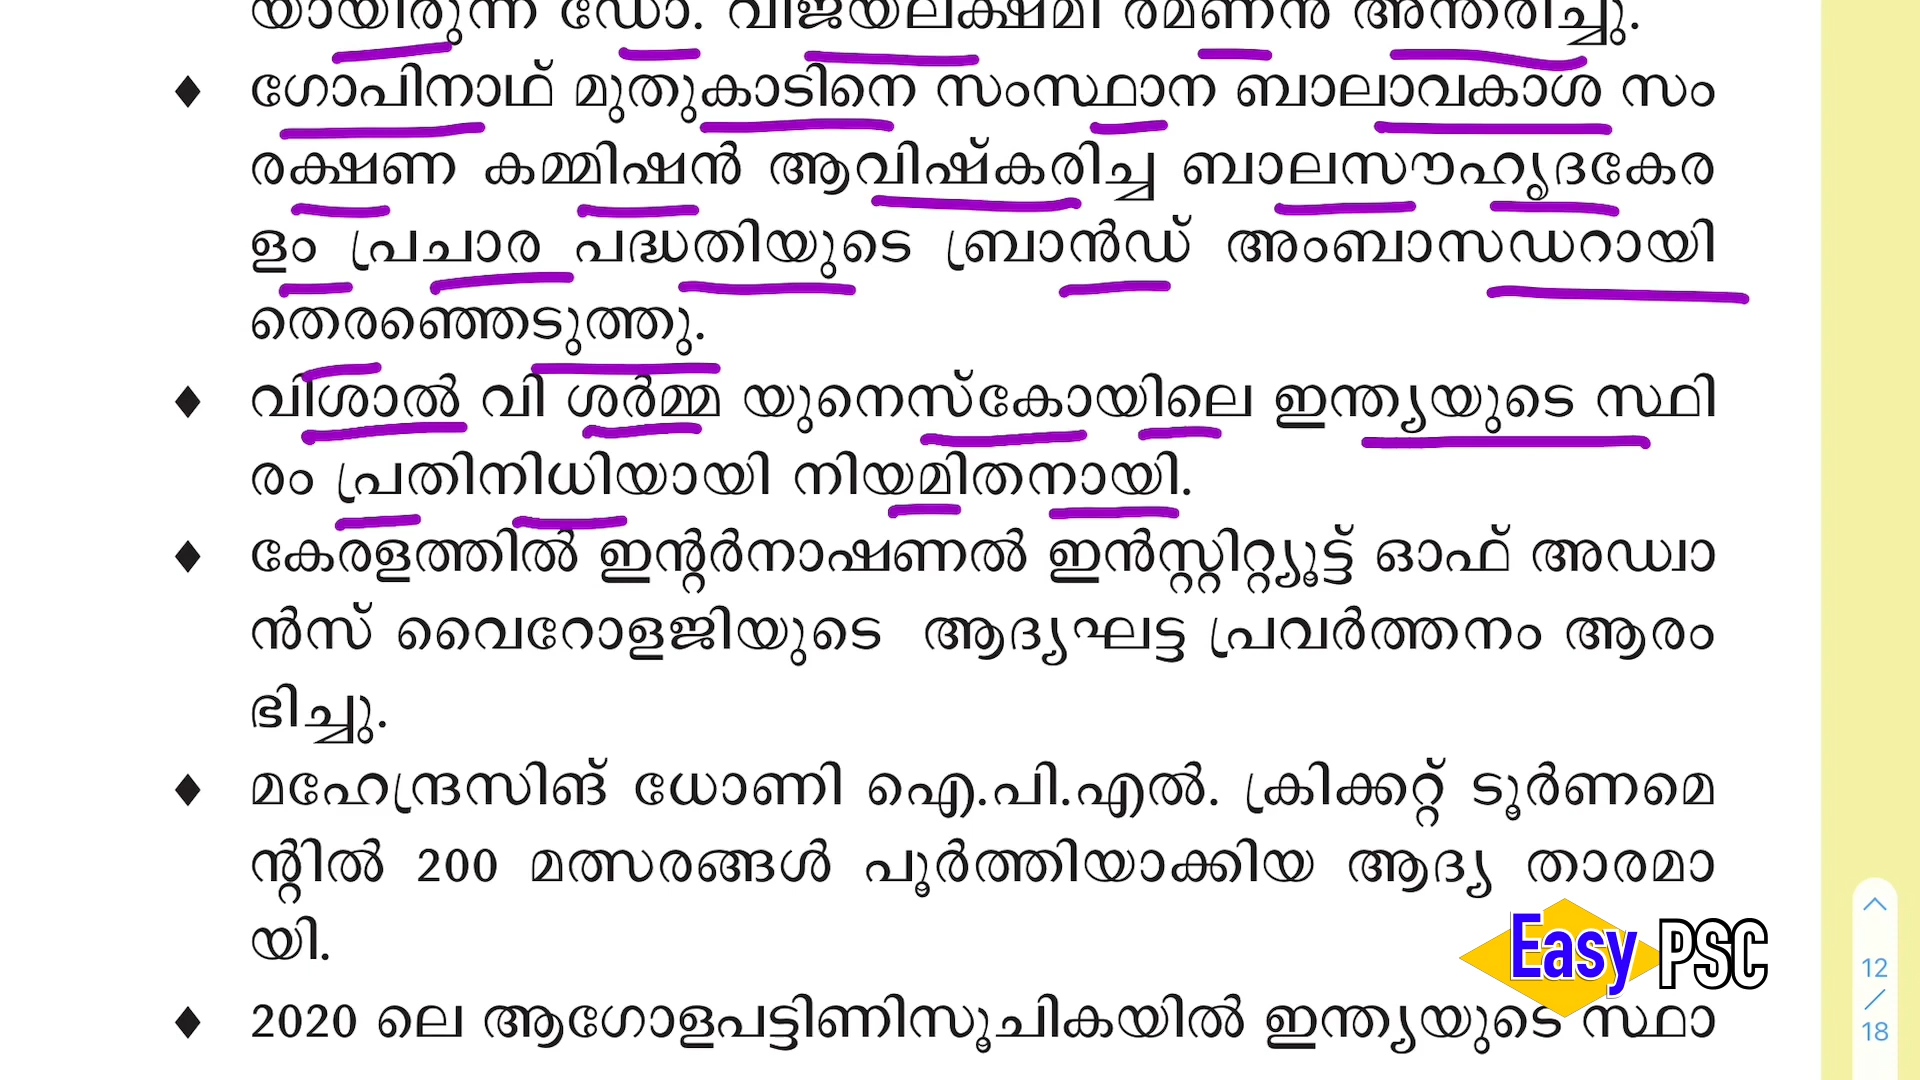 യായിരുന്ന ഡോ. വിജയലക്ഷ്മി രമണൻ അന്തരിച്ചു.
♦ ഗോപിനാഥ് മുതുകാടിനെ സംസ്ഥാന ബാലാവകാശ സം
രക്ഷണ കമ്മിഷൻ ആവിഷ്കരിച്ച ബാലസൗഹൃദകേര
ളം പ്രചാര പദ്ധതിയുടെ ബ്രാൻഡ് അംബാസഡറായി
തെരഞ്ഞെടുത്തു.
♦ വിശാൽ വി ശർമ്മ യുനെസ്കോയിലെ ഇന്ത്യയുടെ സ്ഥി
രം പ്രതിനിധിയായി നിയമിതനായി.
♦ കേരളത്തിൽ ഇന്റർനാഷണൽ ഇൻസ്റ്റിറ്റ്യൂട്ട് ഓഫ് അഡ്വാ
ൻസ് വൈറോളജിയുടെ ആദ്യഘട്ട പ്രവർത്തനം ആരം
ഭിച്ചു.
♦ മഹേന്ദ്രസിങ് ധോണി ഐ.പി.എൽ. ക്രിക്കറ്റ് ടൂർണമെ
ന്റിൽ 200 മത്സരങ്ങൾ പൂർത്തിയാക്കിയ ആദ്യ താരമാ
യി.
Easy PSC
♦ 2020 ലെ ആഗോളപട്ടിണിസൂചികയിൽ ഇന്ത്യയുടെ സ്ഥാ
12
/
18